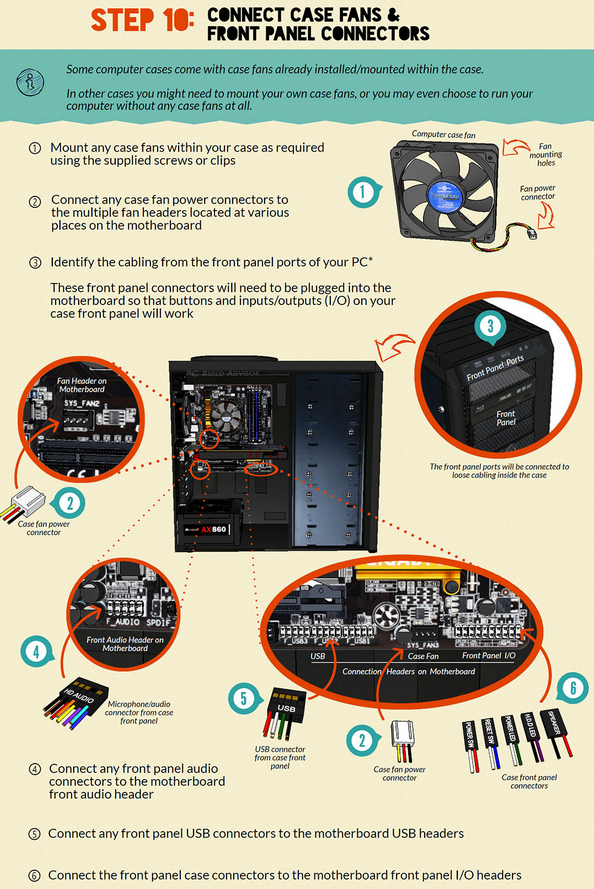 STEP 10: CONNECT CASE FANS &
FRONT PANEL CONNECTORS
i
Some computer cases come with case fans already installed/mounted within the case.
In other cases you might need to mount your own case fans, or you may even choose to run your
computer without any case fans at all.
1 Mount any case fans within your case as required
using the supplied screws or clips
2 Connect any case fan power connectors to
the multiple fan headers located at various
places on the motherboard
3 Identify the cabling from the front panel ports of your PC*
These front panel connectors will need to be plugged into the
motherboard so that buttons and inputs/outputs (I/O) on your
case front panel will work
Computer case fan
Fan
mounting
holes
Fan power
connector
1
3
Front Panel Ports
Front
Panel
The front panel ports will be connected to
loose cabling inside the case
PC BUILD ADVISOR
AX860
Fan Header on
Motherboard
SYS_FAN2
2
Case fan power
connector
F_AUDIO SPDIF
Front Audio Header on
Motherboard
4
HD AUDIO
Microphone/audio
connector from case
front panel
F_USB3 F_USB1
SYS_FAN3
USB
Case Fan
Front Panel I/O
Connection Headers on Motherboard
5
USB
USB connector
from case front
panel
2
Case fan power
connector
6
POWER SW
RESET SW
POWER LED
H.D.D LED
SPEAKER
Case front panel
connectors
4 Connect any front panel audio
connectors to the motherboard
front audio header
5 Connect any front panel USB connectors to the motherboard USB headers
6 Connect the front panel case connectors to the motherboard front panel I/O headers